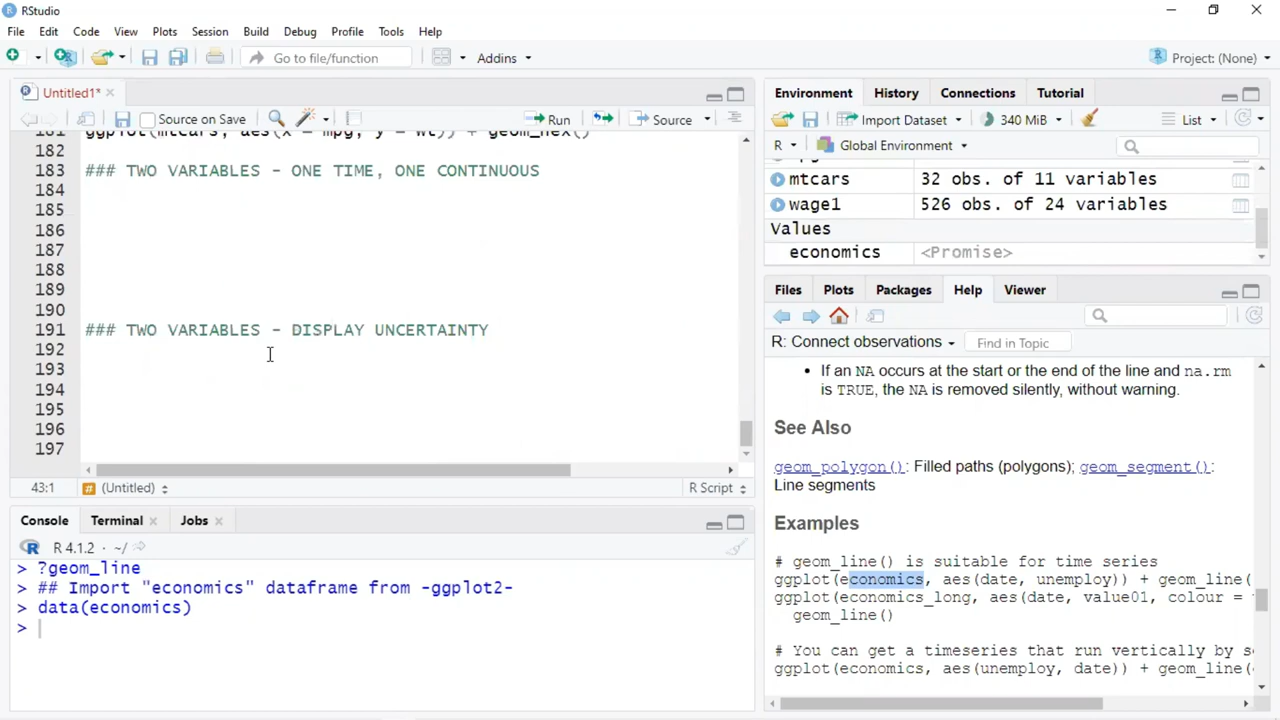 RStudio
File Edit Code View Plots Session Build Debug Profile Tools Help
Go to file/function Addins Project: (None)
Untitled1*
Source on Save Run Source
181 ggplot(mtcars, aes(x = mpg, y = wt)) + geom_hex()
182
183 ### TWO VARIABLES - ONE TIME, ONE CONTINUOUS
184
185
186
187
188
189
190
191 ### TWO VARIABLES - DISPLAY UNCERTAINTY
192
193
194
195
196
197
43:1 # (Untitled) R Script
Console Terminal Jobs
R R 4.1.2 · ~/
> ?geom_line
> ## Import "economics" dataframe from -ggplot2-
> data(economics)
>
Environment History Connections Tutorial
Import Dataset 340 MiB List
R Global Environment
mtcars 32 obs. of 11 variables
wage1 526 obs. of 24 variables
Values
economics <Promise>
Files Plots Packages Help Viewer
R: Connect observations Find in Topic
• If an NA occurs at the start or the end of the line and na.rm
is TRUE, the NA is removed silently, without warning.
See Also
geom_polygon(): Filled paths (polygons); geom_segment():
Line segments
Examples
# geom_line() is suitable for time series
ggplot(economics, aes(date, unemploy)) + geom_line(
ggplot(economics_long, aes(date, value01, colour =
geom_line()
# You can get a timeseries that run vertically by s
ggplot(economics, aes(unemploy, date)) + geom_line(